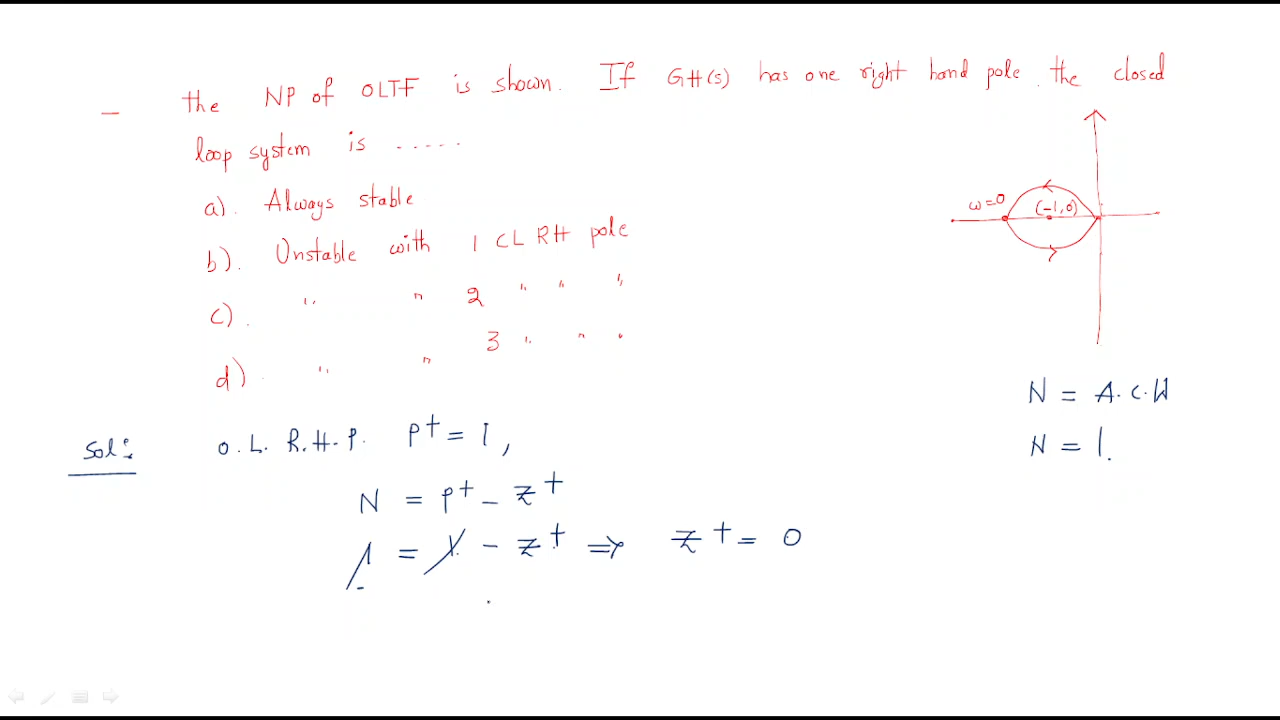 – the NP of OLTF is shown. If GH(s) has one right hand pole the closed
loop system is .....
a). Always stable
b). Unstable with 1 CL RH pole
c). " " 2 " " "
d) " " 3 " " "
ω=0
(-1,0)
N = A.C.W
N = 1.
Sol: O.L. R.H.P. P+ = 1,
N = P+ - Z+
1 = 1 - Z+ ⇒ Z+ = 0